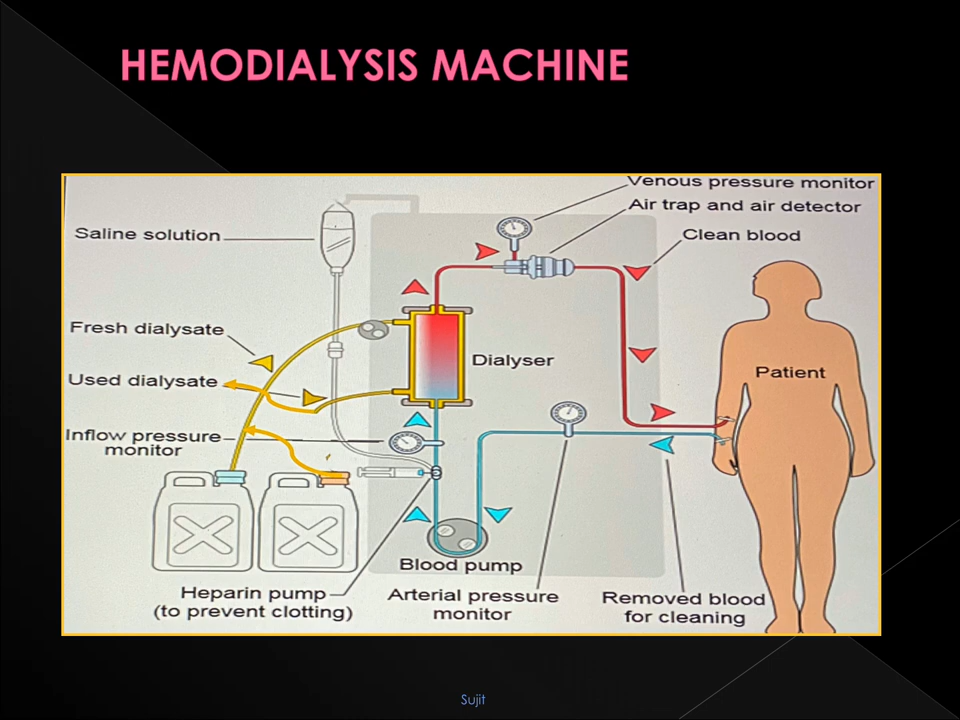 HEMODIALYSIS MACHINE
Venous pressure monitor
Air trap and air detector
Saline solution
Clean blood
Fresh dialysate
Dialyser
Used dialysate
Patient
Inflow pressure
monitor
Blood pump
Heparin pump
(to prevent clotting)
Arterial pressure
monitor
Removed blood
for cleaning
Sujit